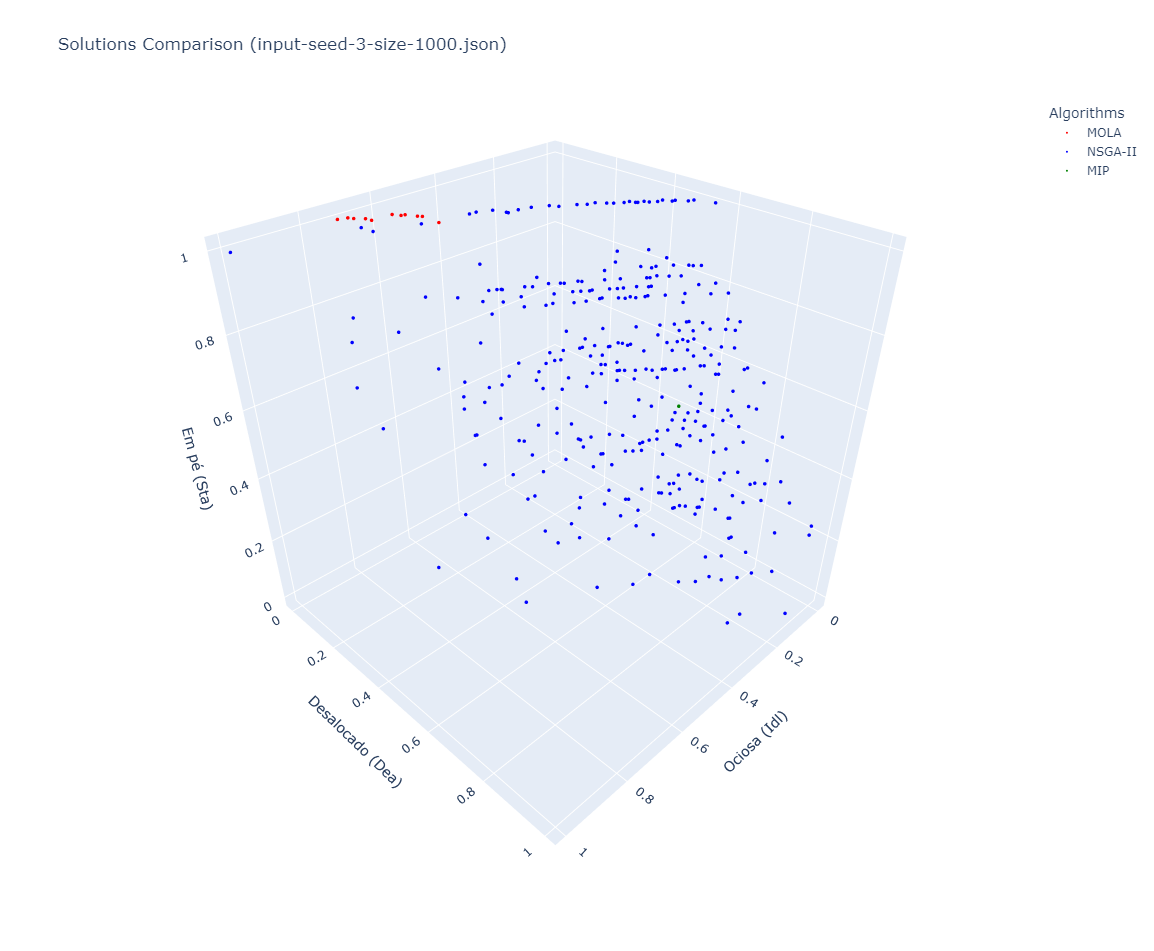 Solutions Comparison (input-seed-3-size-1000.json)
Algorithms
MOLA
NSGA-II
MIP
1
0.8
0.6
0.4
0.2
0
Em pé (Sta)
0
0.2
0.4
0.6
0.8
1
Desalocado (Dea)
0
0.2
0.4
0.6
0.8
1
Ociosa (Idl)